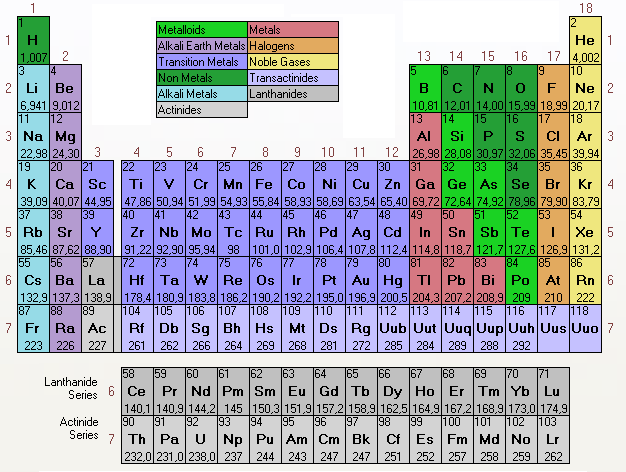 1 18
1 2
1 H Metalloids Metals He 1
1,007 Alkali Earth Metals Halogens 4,002
2 Transition Metals Noble Gases 13 14 15 16 17
Non Metals Transactinides
Alkali Metals Lanthanides
Actinides
3 4 5 6 7 8 9 10
2 Li Be B C N O F Ne 2
6,941 9,012 10,81 12,01 14,00 15,99 18,99 20,17
11 12 13 14 15 16 17 18
3 Na Mg Al Si P S Cl Ar 3
22,98 24,30 3 4 5 6 7 8 9 10 11 12 26,98 28,08 30,97 32,06 35,45 39,94
19 20 21 22 23 24 25 26 27 28 29 30 31 32 33 34 35 36
4 K Ca Sc Ti V Cr Mn Fe Co Ni Cu Zn Ga Ge As Se Br Kr 4
39,09 40,07 44,95 47,86 50,94 51,99 54,93 55,84 58,93 58,69 63,54 65,40 69,72 72,64 74,92 78,96 79,90 83,79
37 38 39 40 41 42 43 44 45 46 47 48 49 50 51 52 53 54
5 Rb Sr Y Zr Nb Mo Tc Ru Rh Pd Ag Cd In Sn Sb Te I Xe 5
85,46 87,62 88,90 91,22 92,90 95,94 98 101,0 102,9 106,4 107,8 112,4 114,8 118,7 121,7 127,6 126,9 131,2
55 56 57 72 73 74 75 76 77 78 79 80 81 82 83 84 85 86
6 Cs Ba La Hf Ta W Re Os Ir Pt Au Hg Tl Pb Bi Po At Rn 6
132,9 137,3 138,9 178,4 180,9 183,8 186,2 190,2 192,2 195,0 196,9 200,5 204,3 207,2 208,9 209 210 222
87 88 89 104 105 106 107 108 109 110 111 112 113 114 115 116 117 118
7 Fr Ra Ac Rf Db Sg Bh Hs Mt Ds Rg Uub Uut Uuq Uup Uuh Uus Uuo 7
223 226 227 261 262 266 264 269 268 281 272 285 284 289 288 292
58 59 60 61 62 63 64 65 66 67 68 69 70 71
Lanthanide Series 6 Ce Pr Nd Pm Sm Eu Gd Tb Dy Ho Er Tm Yb Lu
140,1 140,9 144,2 145 150,3 151,9 157,2 158,9 162,5 164,9 167,2 168,9 173,0 174,9
90 91 92 93 94 95 96 97 98 99 100 101 102 103
Actinide Series 7 Th Pa U Np Pu Am Cm Bk Cf Es Fm Md No Lr
232,0 231,0 238,0 237 244 243 247 247 251 252 257 258 259 262